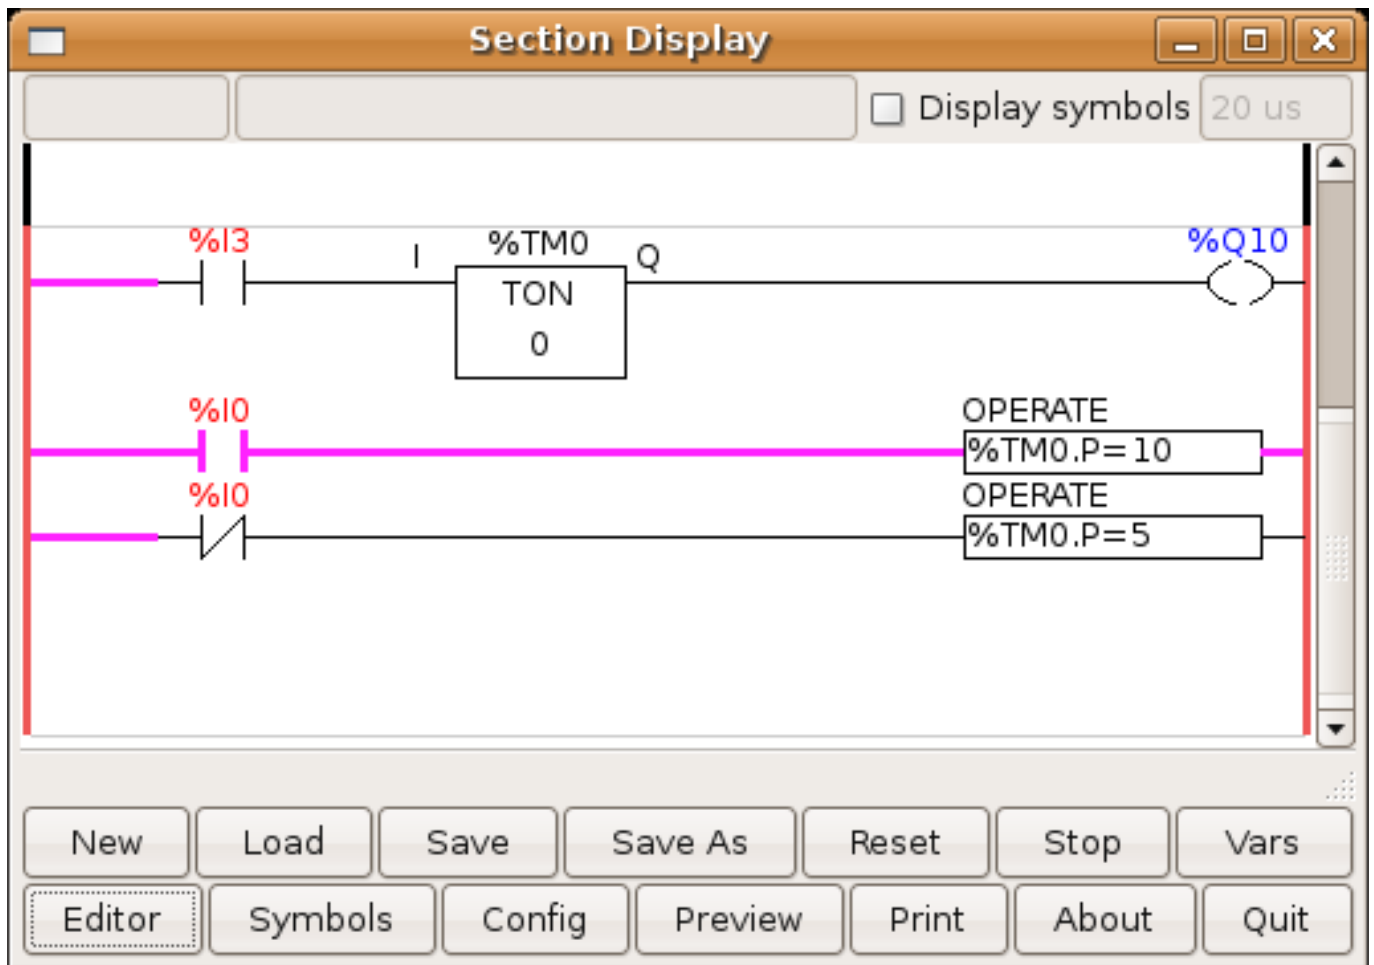 Section Display
Display symbols 20 us
%I3 I %TM0 Q %Q10
TON
0
%I0 OPERATE
%TM0.P=10
%I0 OPERATE
%TM0.P=5
New Load Save Save As Reset Stop Vars
Editor Symbols Config Preview Print About Quit